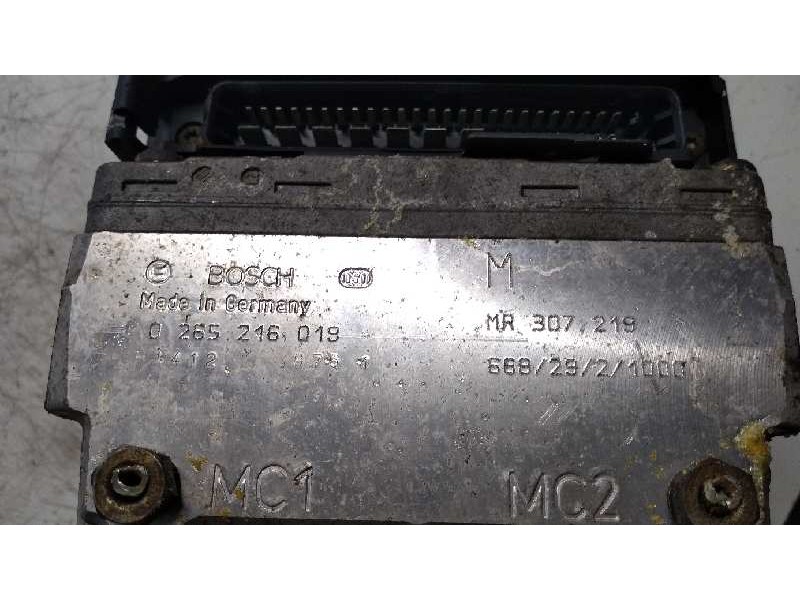 BOSCH
M
Made in Germany
0 265 216 019
MR 307.219
668/29/2/1000
MC1
MC2